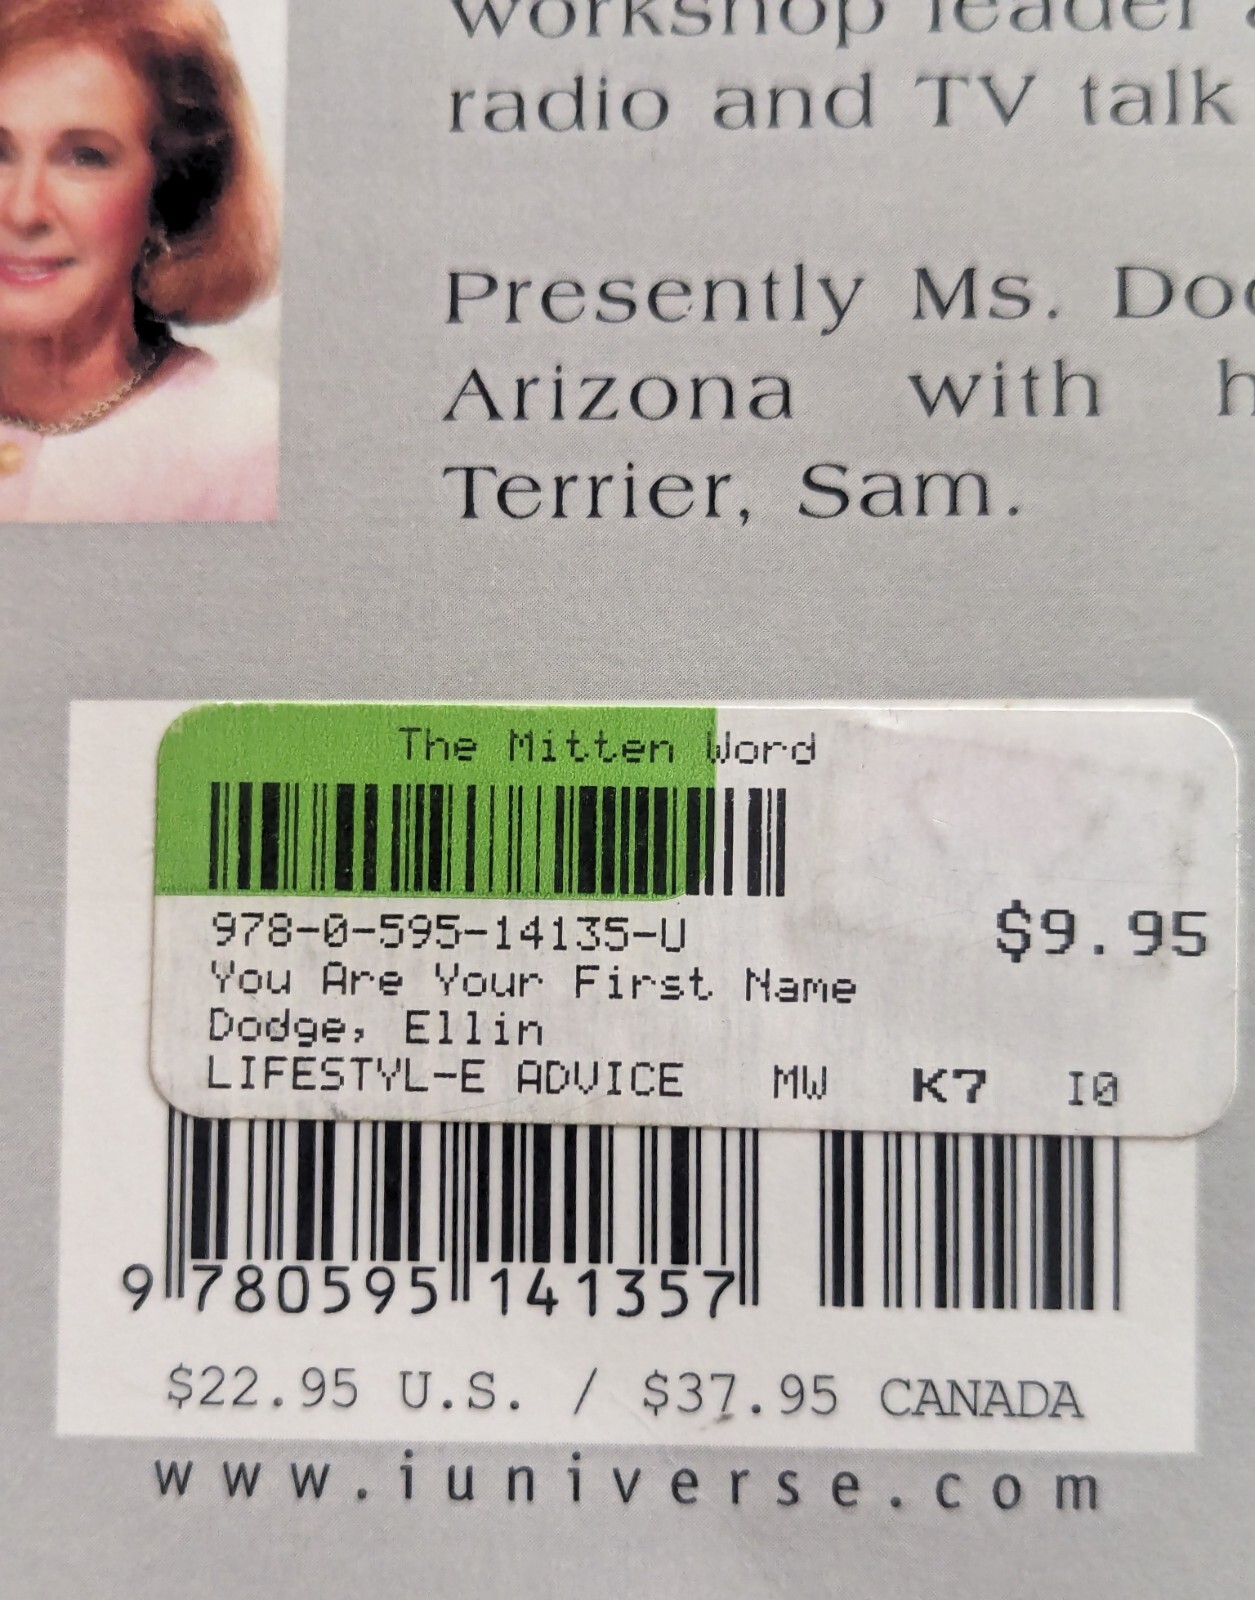 workshop leader
radio and TV talk
Presently Ms.
Arizona with
Terrier, Sam.
The Mitten Word
978-0-595-14135-U
$9.95
You Are Your First Name
Dodge, Ellin
LIFESTYL-E ADVICE MW K7 I0
9 780595 141357
$22.95 U.S. / $37.95 CANADA
www.iuniverse.com